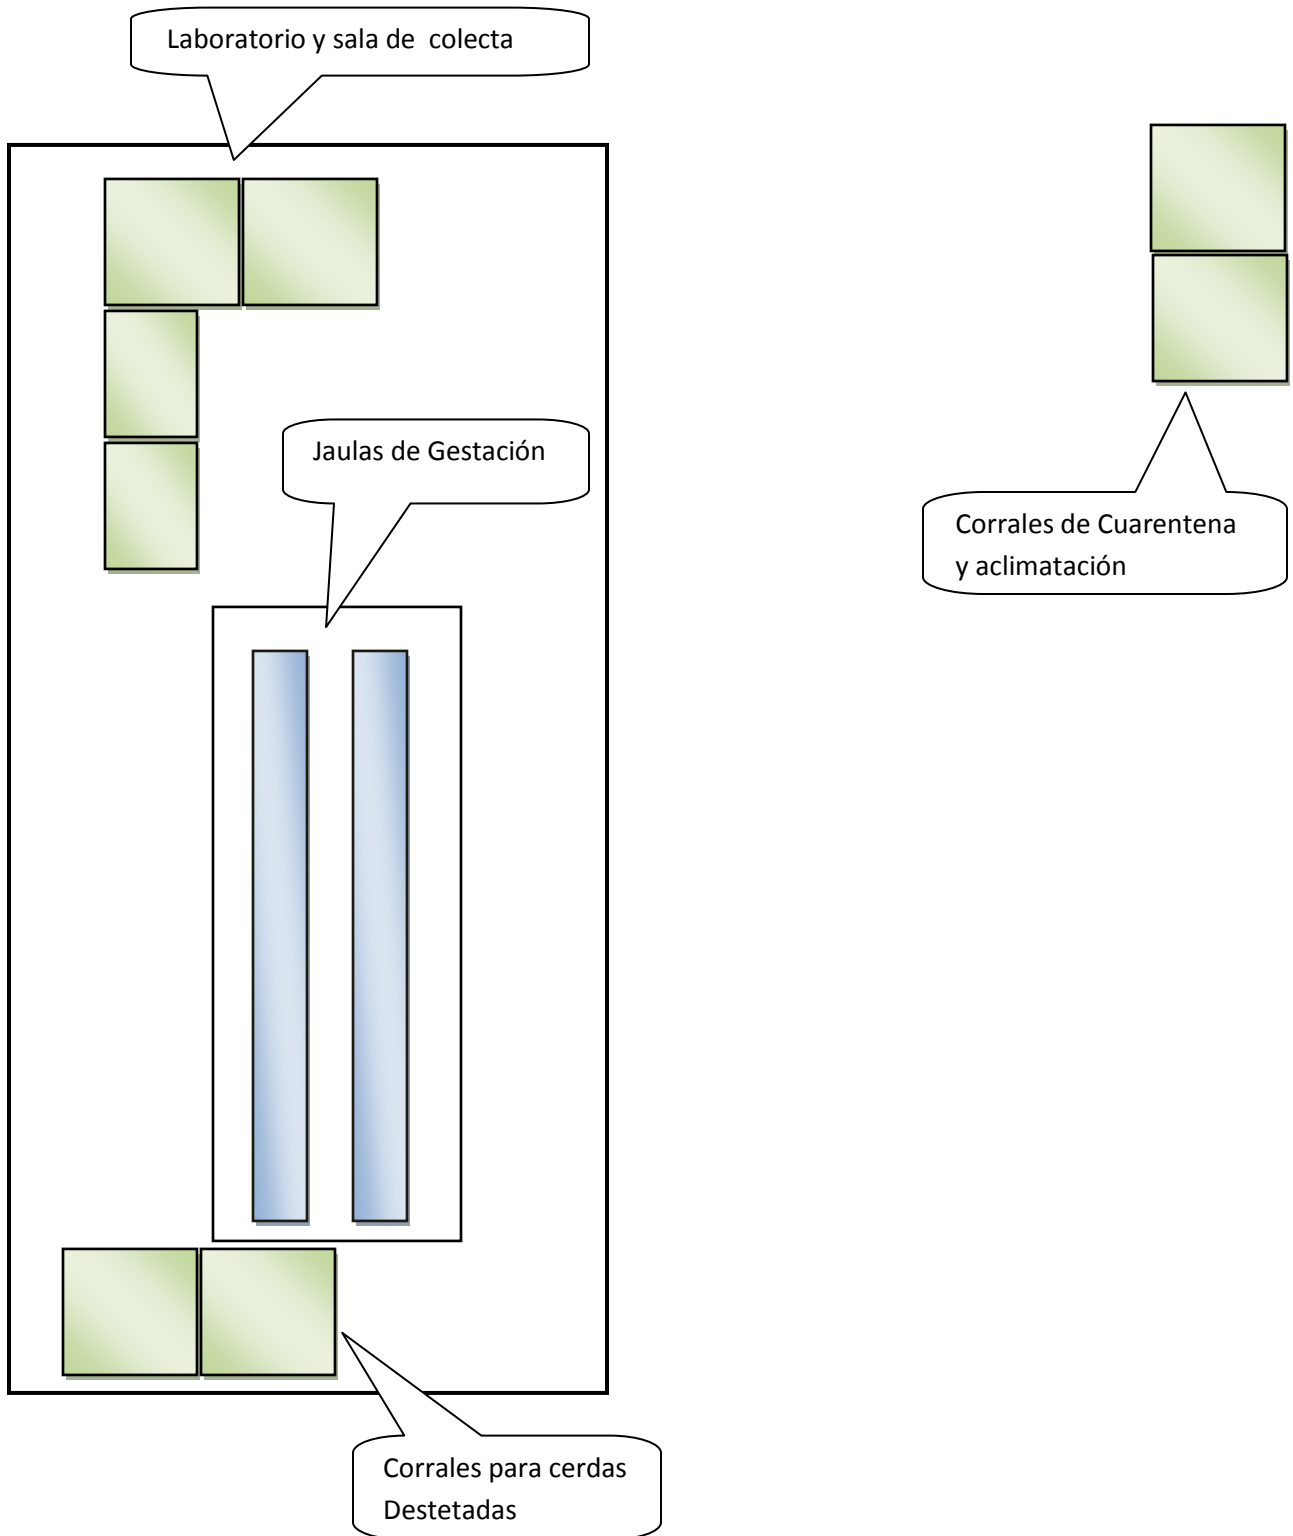 Laboratorio y sala de  colecta
Jaulas de Gestación
Corrales de Cuarentena
y aclimatación
Corrales para cerdas
Destetadas